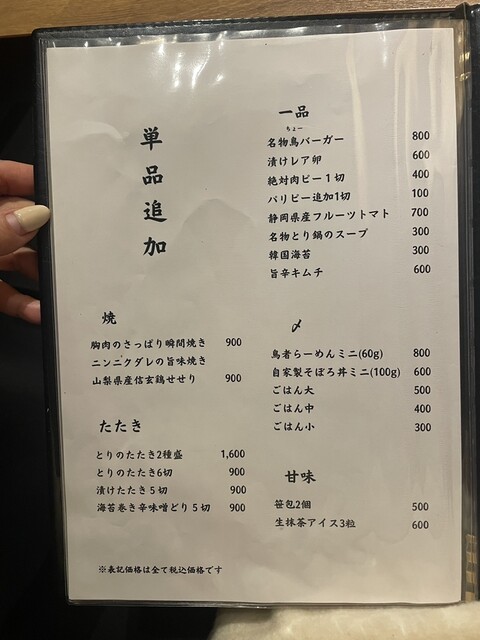 単品追加
一品
ちょー
名物鳥バーガー 800
漬けレア卵 600
絶対肉ビー1切 400
パリピー追加1切 100
静岡県産フルーツトマト 700
名物とり鍋のスープ 300
韓国海苔 300
旨辛キムチ 600
焼
胸肉のさっぱり瞬間焼き 900
ニンニクダレの旨味焼き
山梨県産信玄鶏せせり 900
たたき
とりのたたき2種盛 1,600
とりのたたき6切 900
漬けたたき5切 900
海苔巻き辛味噌どり5切 900
〆
鳥者らーめんミニ(60g) 800
自家製そぼろ丼ミニ(100g) 600
ごはん大 500
ごはん中 400
ごはん小 300
甘味
笹包2個 500
生抹茶アイス3粒 600
※表記価格は全て税込価格です